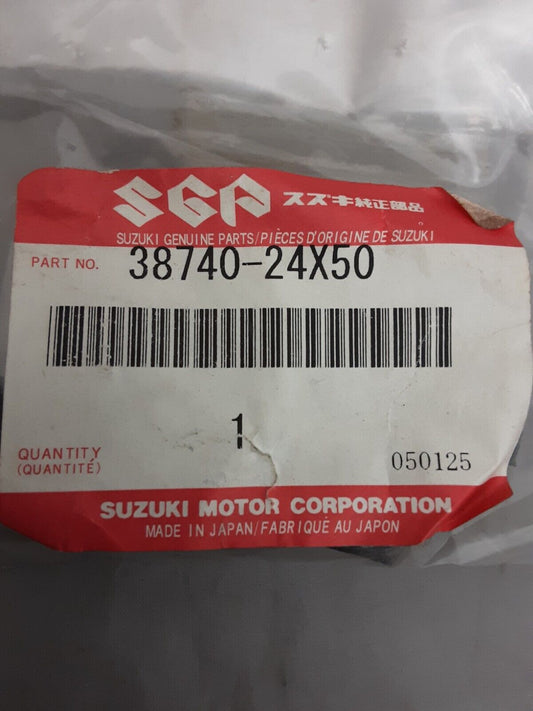 SGP スズキ純正部品
SUZUKI GENUINE PARTS/PIÈCES D'ORIGINE DE SUZUKI
PART NO. 38740-24X50
1
QUANTITY
(QUANTITÉ)
050125
SUZUKI MOTOR CORPORATION
MADE IN JAPAN/FABRIQUÉ AU JAPON